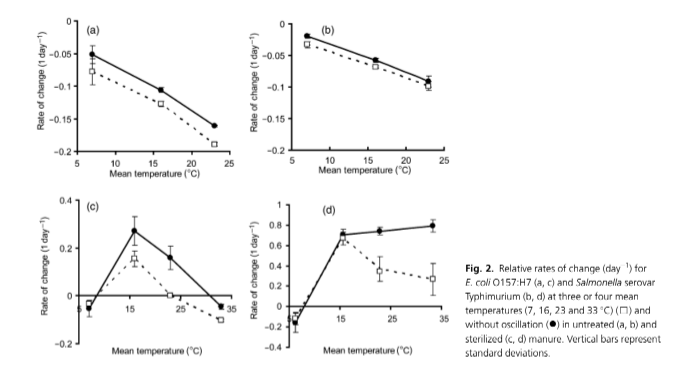 (a)
Rate of change (1 day⁻¹)
0
−0.05
−0.1
−0.15
−0.2
5 10 15 20 25
Mean temperature (°C)
(b)
Rate of change (1 day⁻¹)
0
−0.05
−0.1
−0.15
−0.2
5 10 15 20 25
Mean temperature (°C)
(c)
Rate of change (1 day⁻¹)
0.4
0.2
0
−0.2
5 15 25 35
Mean temperature (°C)
(d)
Rate of change (1 day⁻¹)
1
0.8
0.6
0.4
0.2
0
−0.2
−0.4
5 15 25 35
Mean temperature (°C)
Fig. 2. Relative rates of change (day ¹) for
E. coli O157:H7 (a, c) and Salmonella serovar
Typhimurium (b, d) at three or four mean
temperatures (7, 16, 23 and 33 °C) (□) and
without oscillation (●) in untreated (a, b) and
sterilized (c, d) manure. Vertical bars represent
standard deviations.